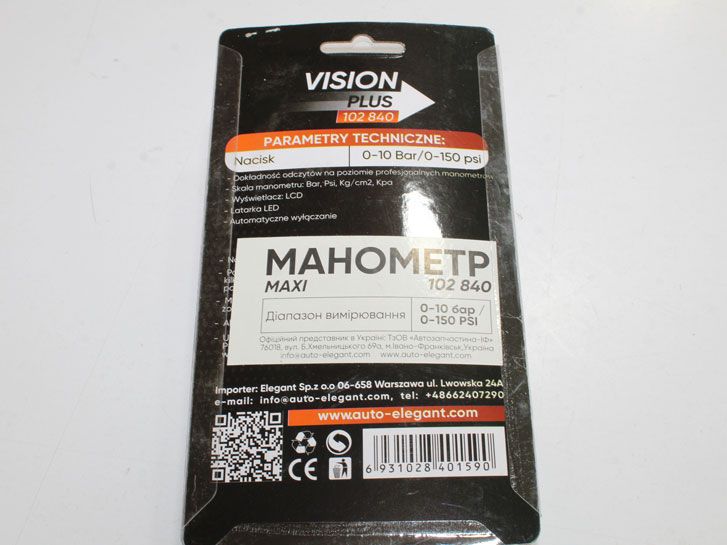 VISION
PLUS
102 840
PARAMETRY TECHNICZNE:
Nacisk 0-10 Bar/0-150 psi
- Dokładność odczytów na poziomie profesjonalnych manometrów
- Skala manometru: Bar, Psi, Kg/cm2, Kpa
- Wyświetlacz: LCD
- Latarka LED
- Automatyczne wyłączanie
МАНОМЕТР
MAXI 102 840
Діапазон вимірювання 0-10 бар /
0-150 PSI
Офіційний представник в Україні: ТзОВ «Автозапчастина-ІФ»
76018, вул. Б.Хмельницького 69а, м.Івано-Франківськ,Україна
info@auto-elegant.com www.auto-elegant.com
Importer: Elegant Sp.z o.o 06-658 Warszawa ul. Lwowska 24A
e-mail: info@auto-elegant.com, tel: +48662407290
www.auto-elegant.com
CE
6 931028 401590